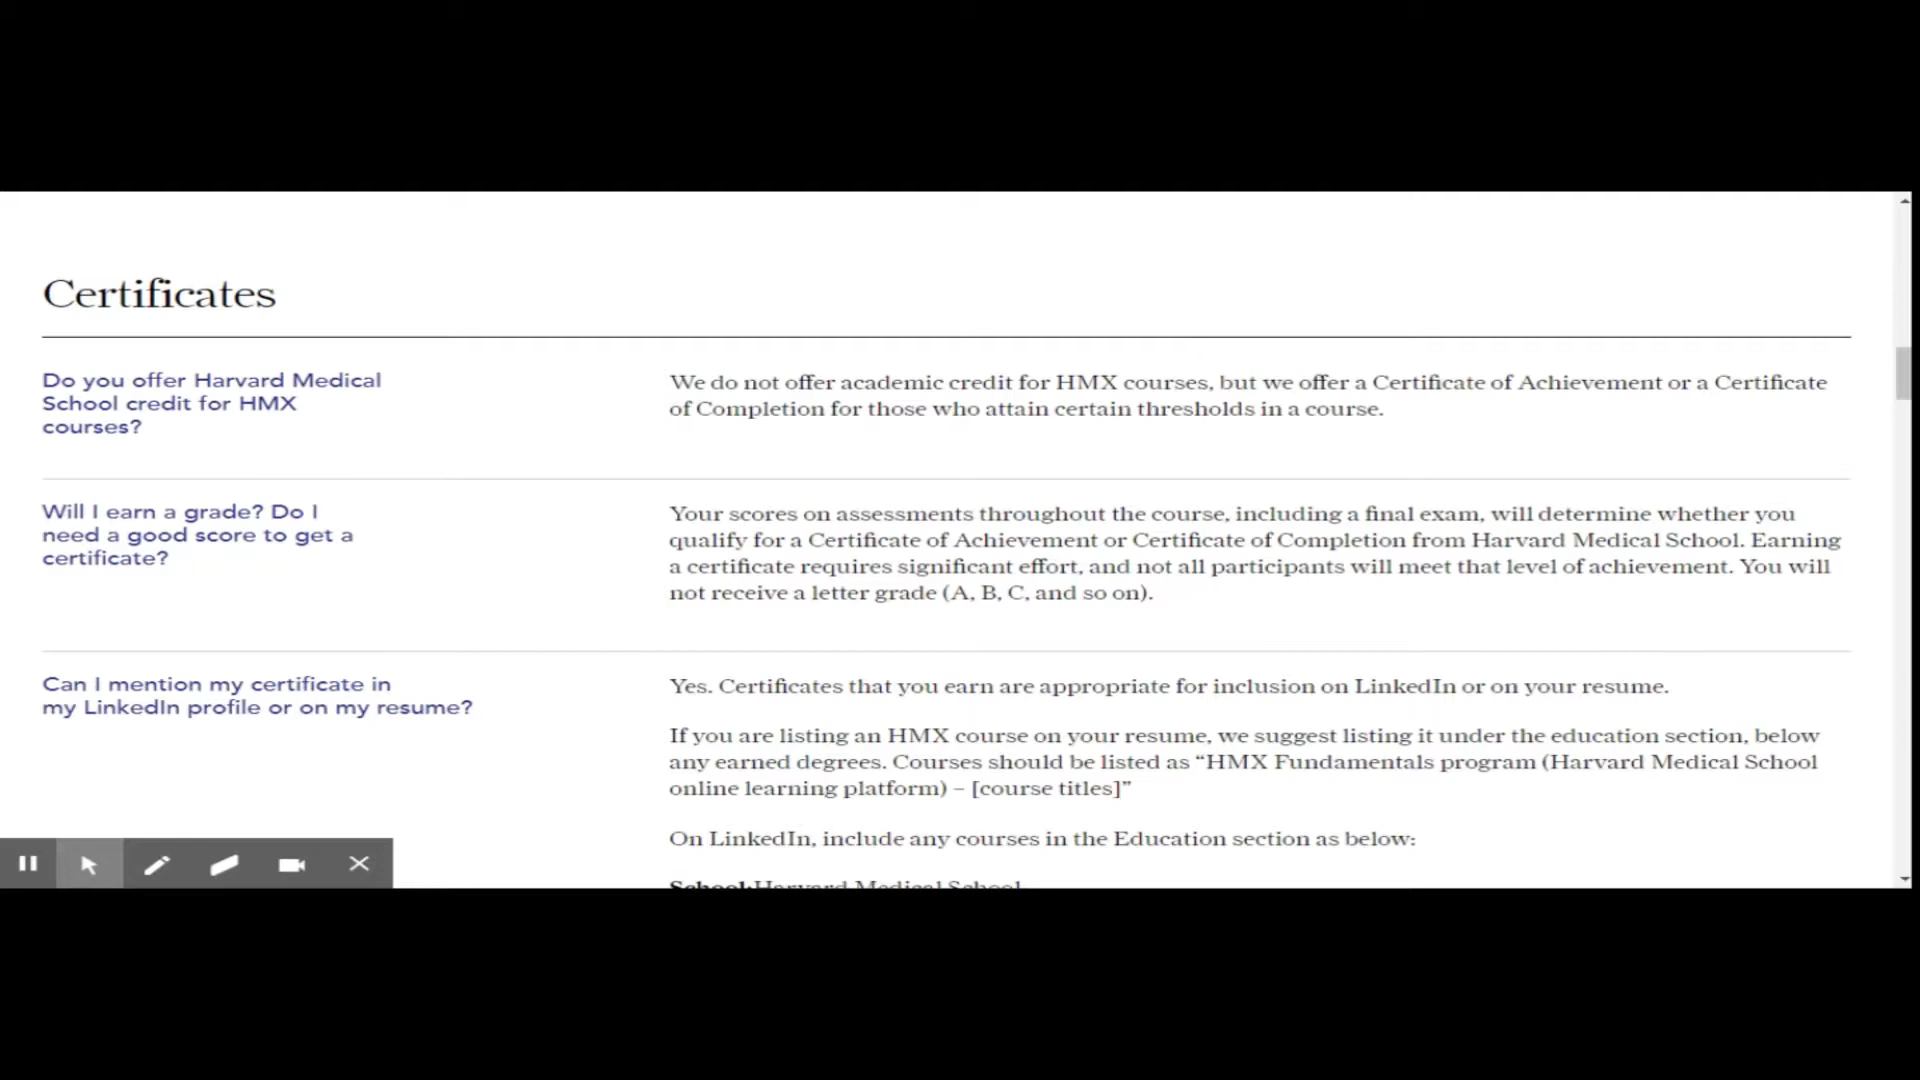 Certificates
Do you offer Harvard Medical
School credit for HMX
courses?
We do not offer academic credit for HMX courses, but we offer a Certificate of Achievement or a Certificate
of Completion for those who attain certain thresholds in a course.
Will I earn a grade? Do I
need a good score to get a
certificate?
Your scores on assessments throughout the course, including a final exam, will determine whether you
qualify for a Certificate of Achievement or Certificate of Completion from Harvard Medical School. Earning
a certificate requires significant effort, and not all participants will meet that level of achievement. You will
not receive a letter grade (A, B, C, and so on).
Can I mention my certificate in
my LinkedIn profile or on my resume?
Yes. Certificates that you earn are appropriate for inclusion on LinkedIn or on your resume.
If you are listing an HMX course on your resume, we suggest listing it under the education section, below
any earned degrees. Courses should be listed as “HMX Fundamentals program (Harvard Medical School
online learning platform) – [course titles]”
On LinkedIn, include any courses in the Education section as below:
School:Harvard Medical School